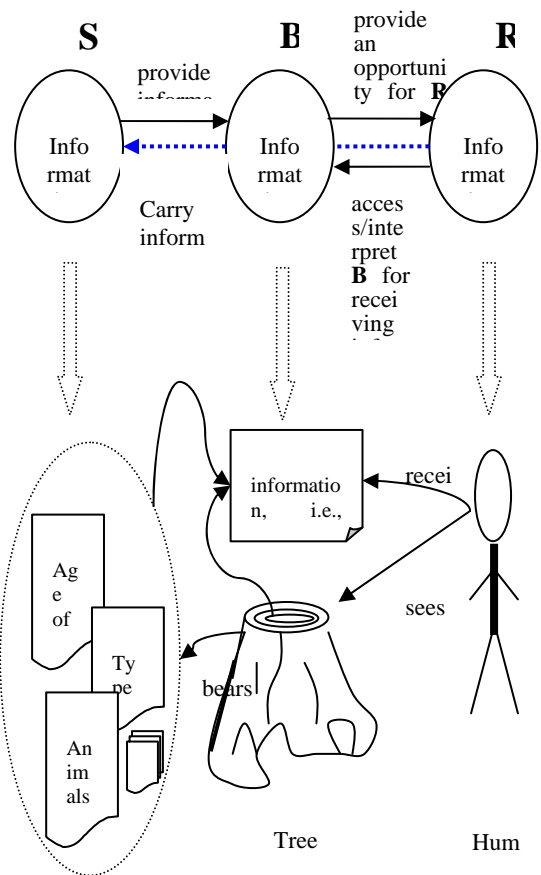 S
B
R
provide
provide
an
opportuni
ty for R
Info
rmat
Info
rmat
Info
rmat
Carry
inform
acces
s/inte
rpret
B for
recei
ving
informatio
n, i.e.,
recei
Ag
e
of
Ty
pe
An
im
als
bears
sees
Tree
Hum